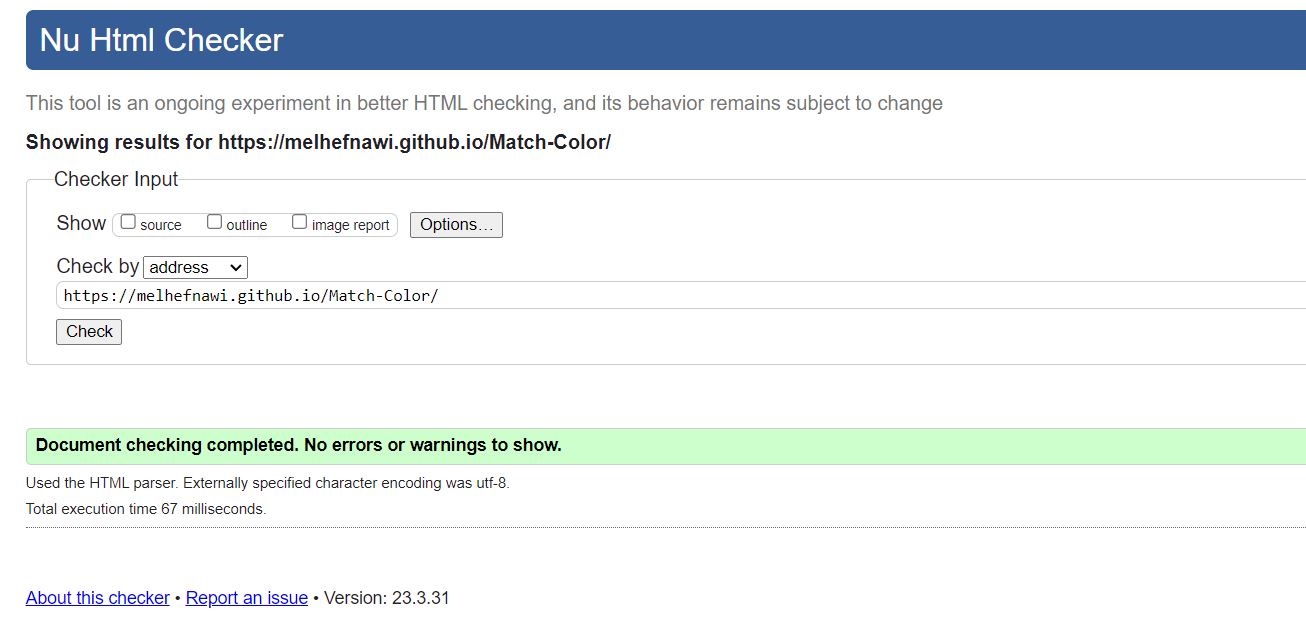 Nu Html Checker
This tool is an ongoing experiment in better HTML checking, and its behavior remains subject to change
Showing results for https://melhefnawi.github.io/Match-Color/
Checker Input
Show source outline image report Options...
Check by address
https://melhefnawi.github.io/Match-Color/
Check
Document checking completed. No errors or warnings to show.
Used the HTML parser. Externally specified character encoding was utf-8.
Total execution time 67 milliseconds.
About this checker • Report an issue • Version: 23.3.31